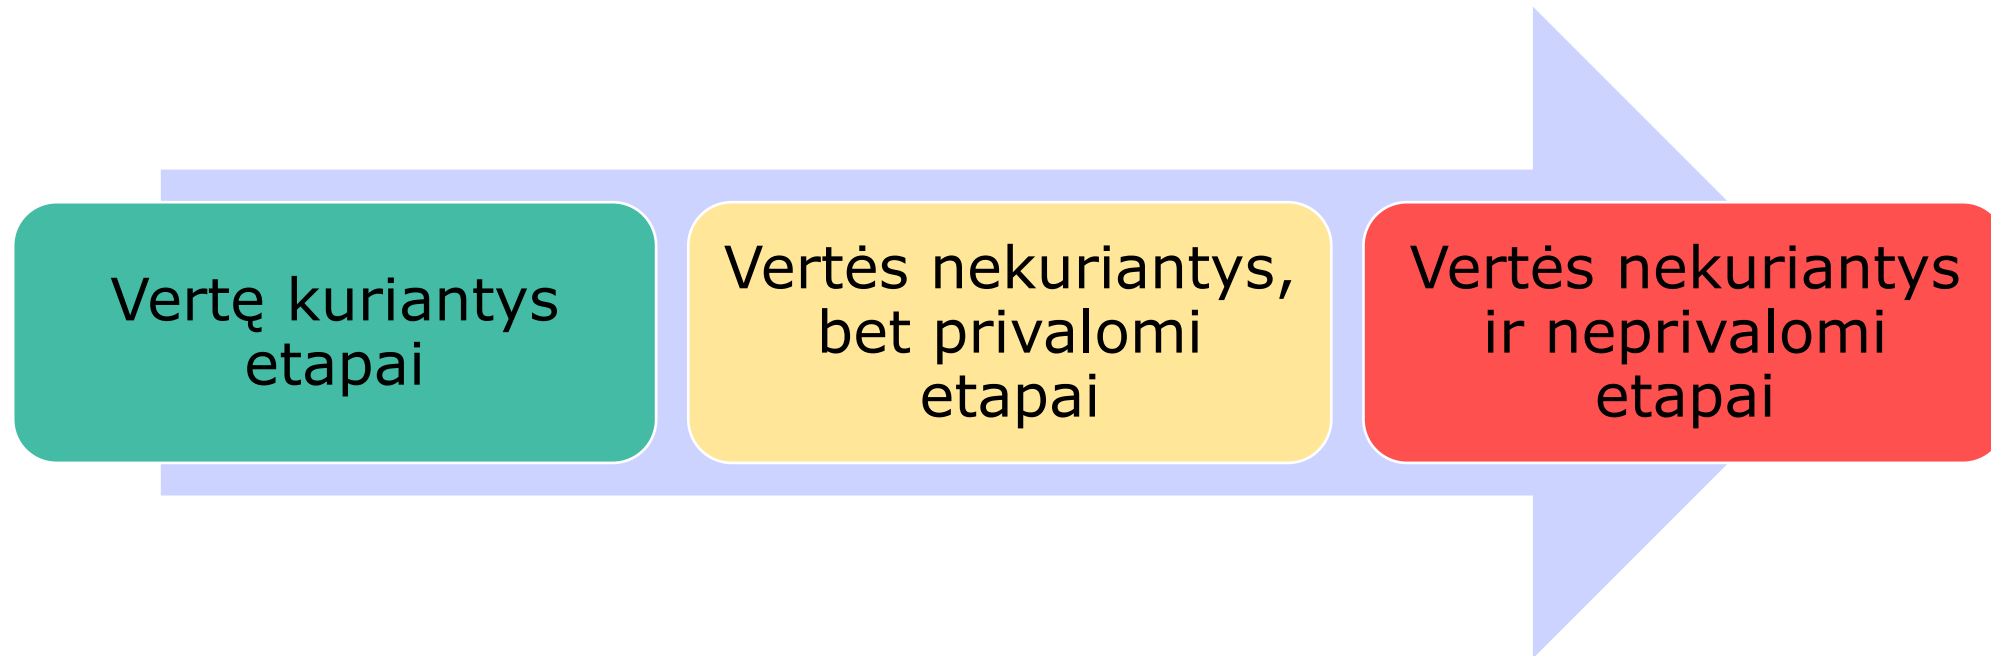 Vertę kuriantys
etapai
Vertės nekuriantys,
bet privalomi
etapai
Vertės nekuriantys
ir neprivalomi
etapai